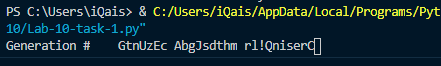 PS C:\Users\iQais> & C:/Users/iQais/AppData/Local/Programs/Pyt
10/Lab-10-task-1.py"
Generation #    GtnUzEc AbgJsdthm rl!QniserC